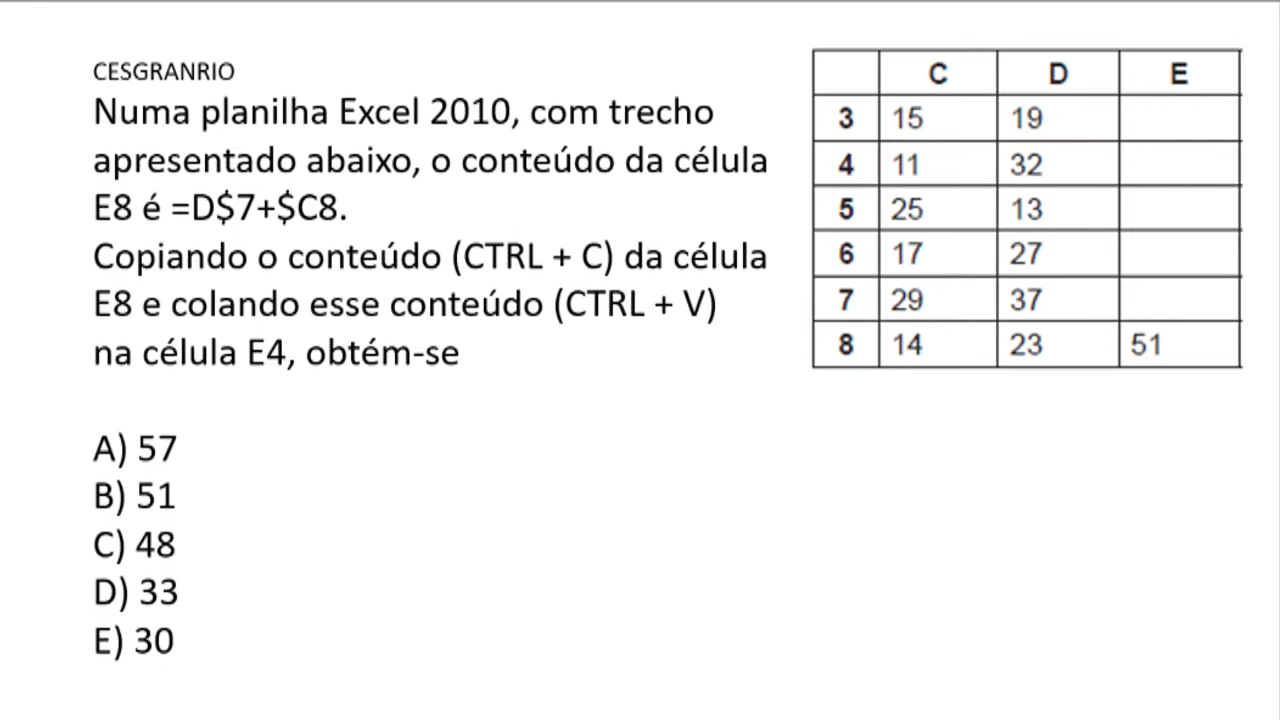 CESGRANRIO
Numa planilha Excel 2010, com trecho
apresentado abaixo, o conteúdo da célula
E8 é =D$7+$C8.
Copiando o conteúdo (CTRL + C) da célula
E8 e colando esse conteúdo (CTRL + V)
na célula E4, obtém-se
A) 57
B) 51
C) 48
D) 33
E) 30
C D E
3 15 19
4 11 32
5 25 13
6 17 27
7 29 37
8 14 23 51